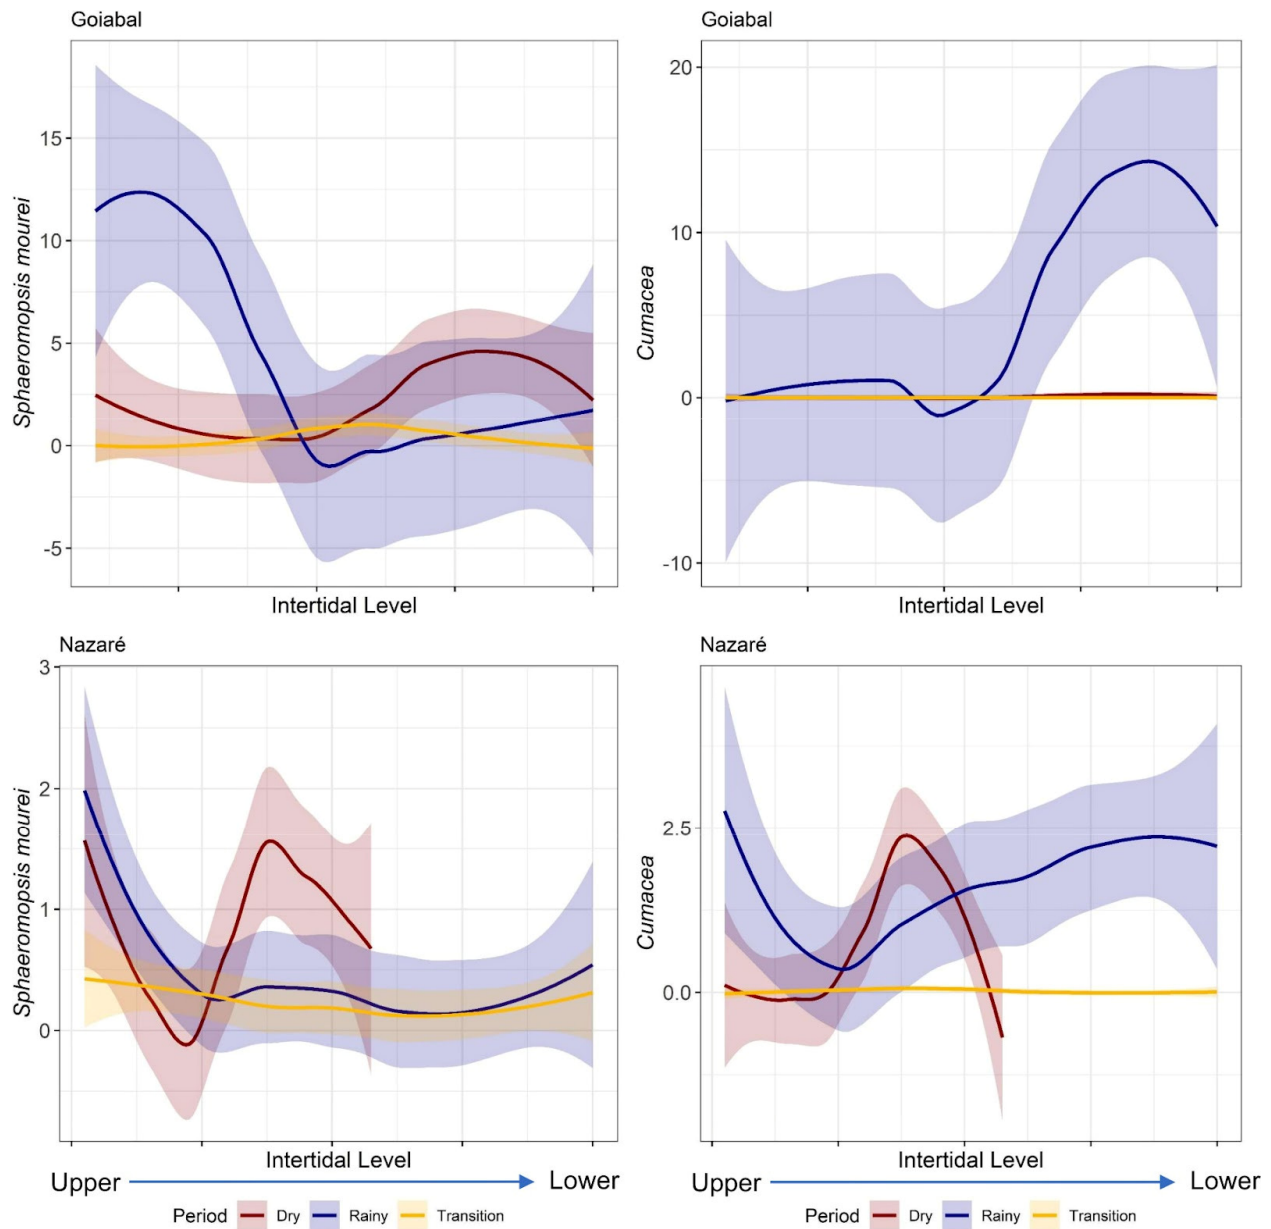 Goiabal
15
10
5
0
-5
Sphaeromopsis mourei
Intertidal Level
Goiabal
20
10
0
-10
Cumacea
Intertidal Level
Nazaré
3
2
1
0
Sphaeromopsis mourei
Intertidal Level
Nazaré
2.5
0.0
Cumacea
Intertidal Level
Upper Lower
Upper Lower
Period Dry Rainy Transition
Period Dry Rainy Transition